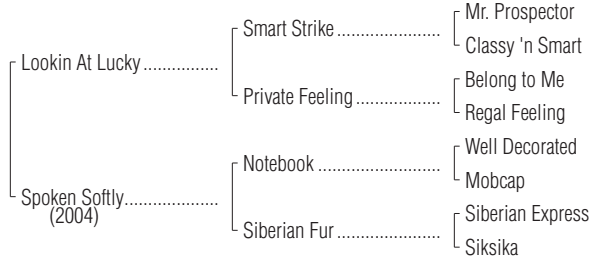 Mr. Prospector
Smart Strike
Classy 'n Smart
Lookin At Lucky
Belong to Me
Private Feeling
Regal Feeling
Well Decorated
Notebook
Mobcap
Spoken Softly
(2004)
Siberian Express
Siberian Fur
Siksika